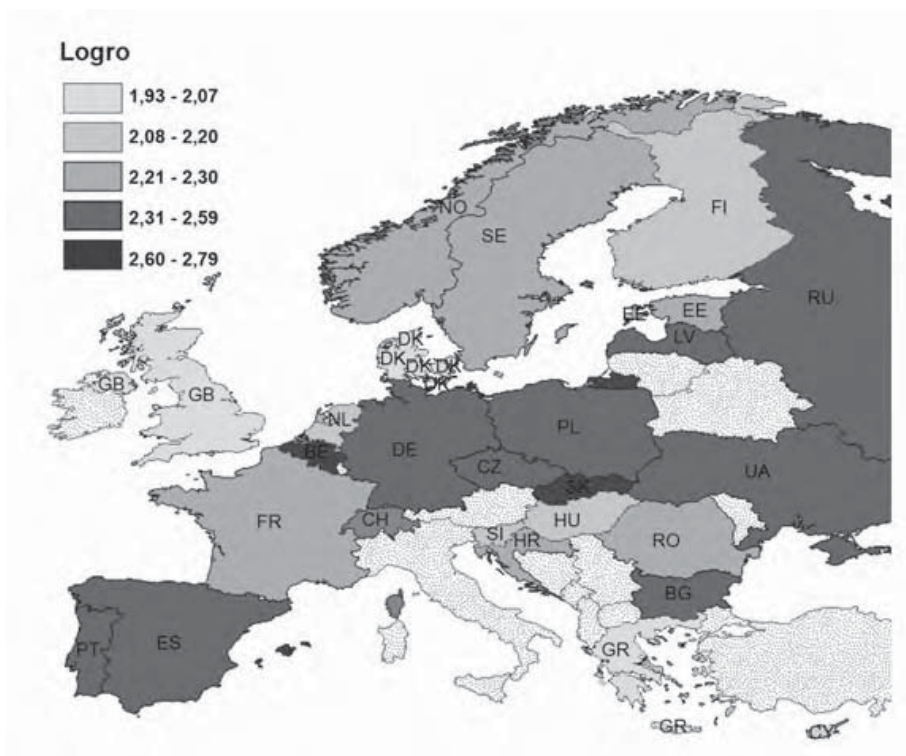 Logro
1,93 - 2,07
2,08 - 2,20
2,21 - 2,30
2,31 - 2,59
2,60 - 2,79
NO
SE
FI
RU
EE
EE
LV
DK
DK
DK
DK
DK
GB
GB
NL
BE
DE
PL
CZ
SK
UA
FR
CH
HU
SI
HR
RO
BG
PT
ES
GR
GR
CY